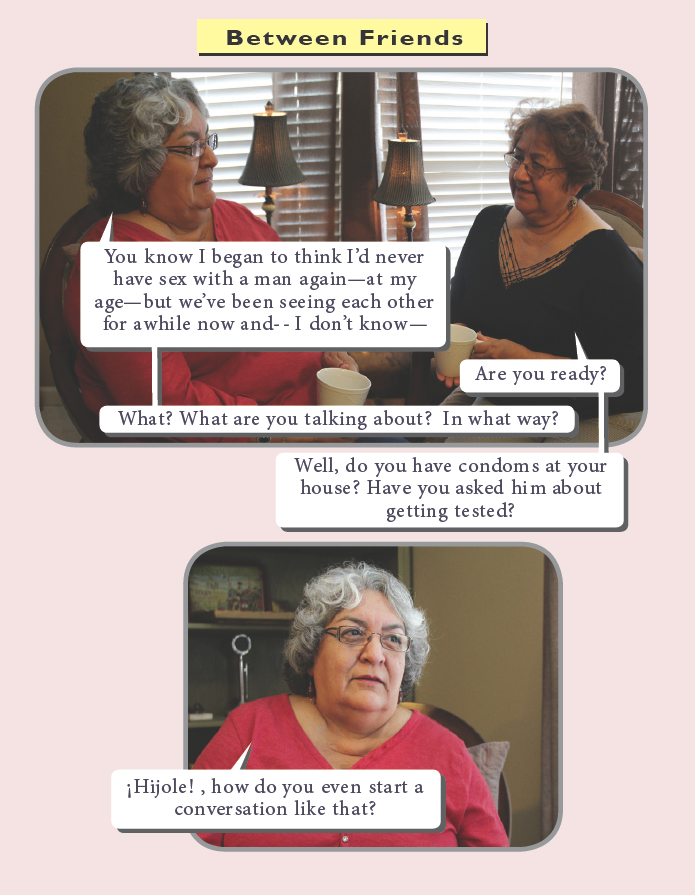 Between Friends
You know I began to think I'd never
have sex with a man again—at my
age—but we've been seeing each other
for awhile now and-- I don't know—
Are you ready?
What? What are you talking about? In what way?
Well, do you have condoms at your
house? Have you asked him about
getting tested?
¡Hijole! , how do you even start a
conversation like that?